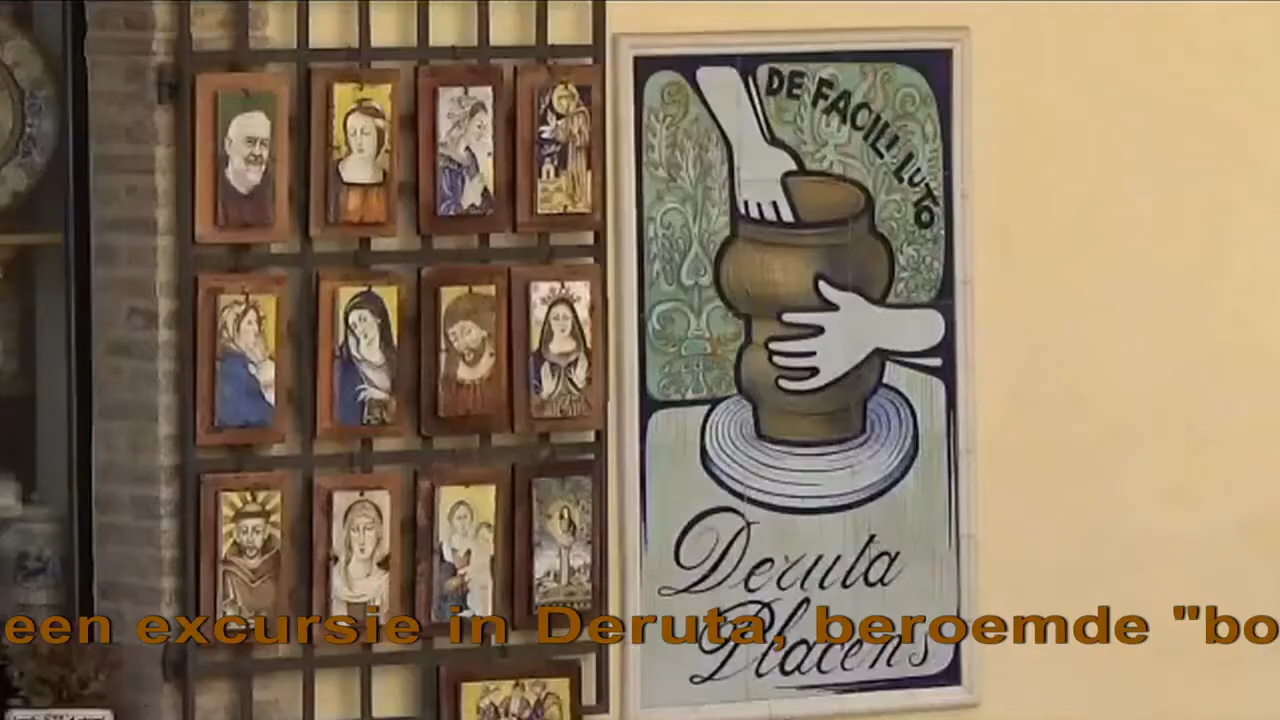 DE FACILI LUTO
Deruta
Placens
een excursie in Deruta, beroemde "bo